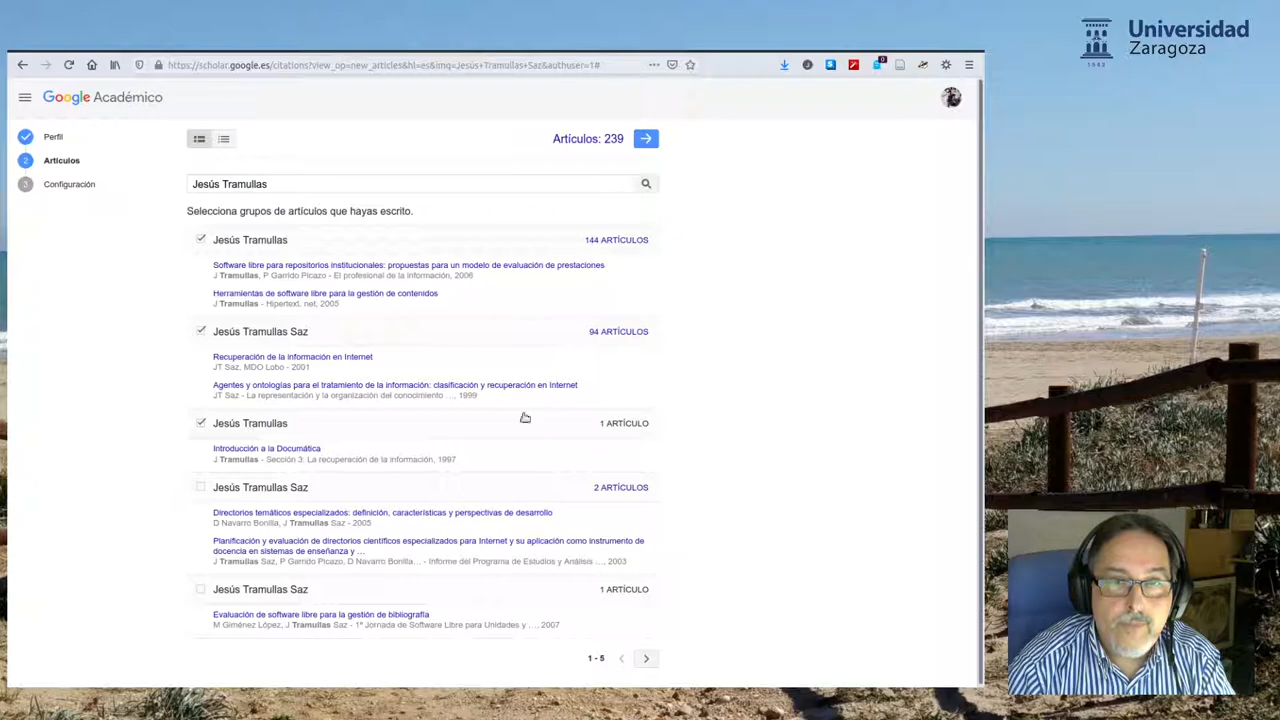 Universidad
Zaragoza
1542
https://scholar.google.es/citations?view_op=new_articles&hl=es&imq=Jesús+Tramullas+Saz&authuser=1#
Google Académico
Perfil
2 Artículos
3 Configuración
Artículos: 239
Jesús Tramullas
Selecciona grupos de artículos que hayas escrito.
Jesús Tramullas 144 ARTÍCULOS
Software libre para repositorios institucionales: propuestas para un modelo de evaluación de prestaciones
J Tramullas, P Garrido Picazo - El profesional de la información, 2006
Herramientas de software libre para la gestión de contenidos
J Tramullas - Hipertext. net, 2005
Jesús Tramullas Saz 94 ARTÍCULOS
Recuperación de la información en Internet
JT Saz, MDO Lobo - 2001
Agentes y ontologías para el tratamiento de la información: clasificación y recuperación en Internet
JT Saz - La representación y la organización del conocimiento …, 1999
Jesús Tramullas 1 ARTÍCULO
Introducción a la Documática
J Tramullas - Sección 3: La recuperación de la información, 1997
Jesús Tramullas Saz 2 ARTÍCULOS
Directorios temáticos especializados: definición, características y perspectivas de desarrollo
D Navarro Bonilla, J Tramullas Saz - 2005
Planificación y evaluación de directorios científicos especializados para Internet y su aplicación como instrumento de
docencia en sistemas de enseñanza y …
J Tramullas Saz, P Garrido Picazo, D Navarro Bonilla… - Informe del Programa de Estudios y Análisis …, 2003
Jesús Tramullas Saz 1 ARTÍCULO
Evaluación de software libre para la gestión de bibliografía
M Giménez López, J Tramullas Saz - 1ª Jornada de Software Libre para Unidades y …, 2007
1 - 5